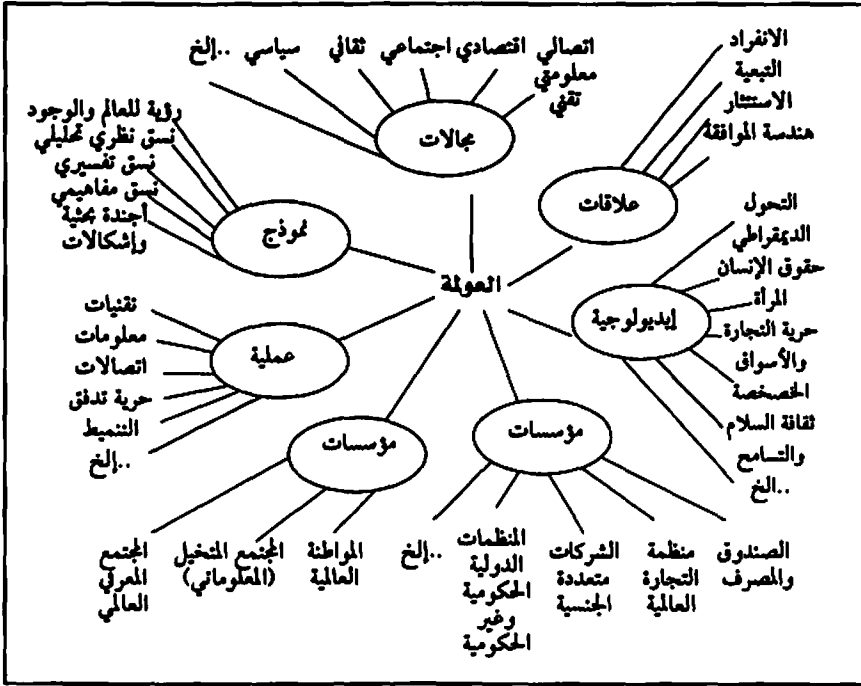 الانفراد
التبعية
الاستتثار
هندسة الموافقة
علاقات
اتصالي
معلومتي
تقني
اقتصادي
اجتماعي
ثقافي
سياسي
..إلخ
مجالات
رؤية للعالم والوجود
نسق نظري تحليلي
نسق تفسيري
نسق مفاهيمي
أجندة بحثية
وإشكالات
نموذج
العولمة
التحول
الديمقراطي
حقوق الإنسان
المرأة
حرية التجارة
والأسواق
الخصخصة
ثقافة السلام
والتسامح
..الخ
إيديولوجية
تقنيات
معلومات
اتصالات
حرية تدفق
التنميط
..إلخ
عملية
مؤسسات
الصندوق
والمصرف
منظمة
التجارة
العالمية
الشركات
متعددة
الجنسية
المنظمات
الدولية
الحكومية
وغير
الحكومية
..إلخ
مؤسسات
المواطنة
العالمية
المجتمع المتخيل
(المعلوماتي)
المجتمع
المعرفي
العالمي